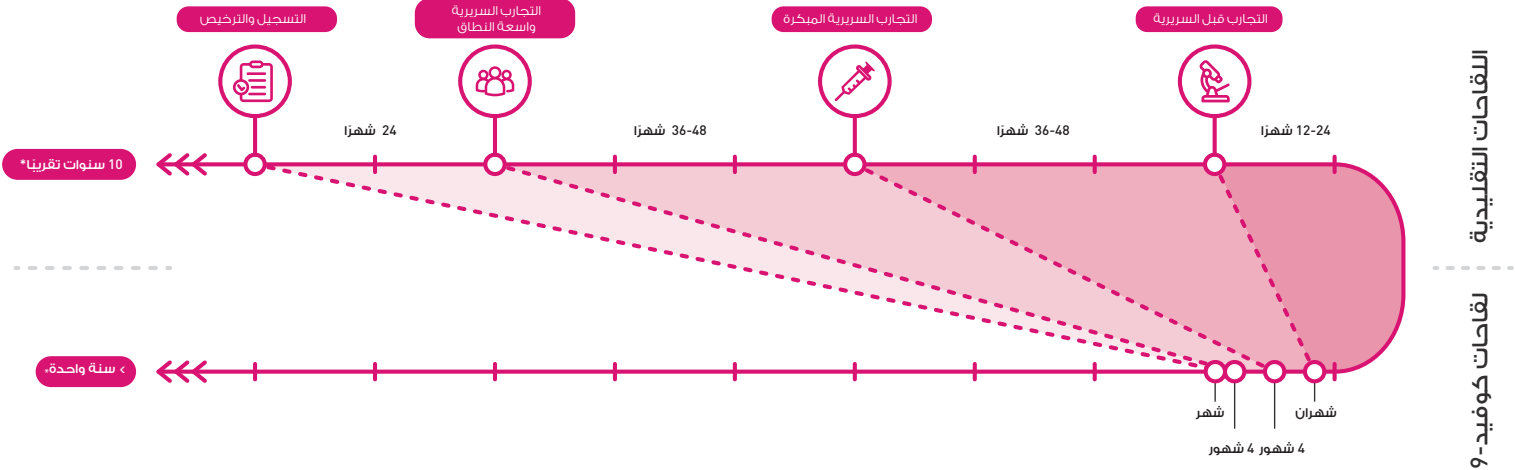 التجارب قبل السريرية
التجارب السريرية المبكرة
التجارب السريرية
واسعة النطاق
التسجيل والترخيص
اللقاحات التقليدية
12-24 شهرًا
36-48 شهرًا
36-48 شهرًا
24 شهرًا
10 سنوات تقريبًا*
لقاحات كوفيد-9
شهران
4 شهور
4 شهور
شهر
> سنة واحدة*